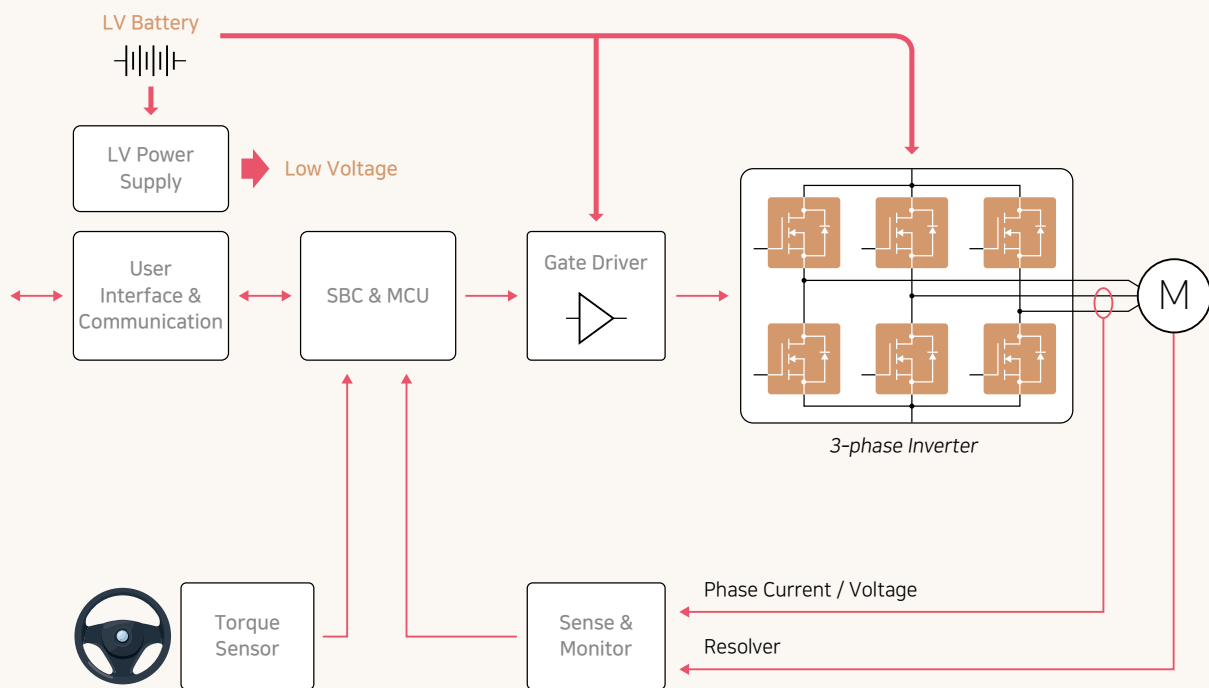 LV Battery
LV Power
Supply
Low Voltage
User
Interface &
Communication
SBC & MCU
Gate Driver
M
3-phase Inverter
Phase Current / Voltage
Torque
Sensor
Sense &
Monitor
Resolver